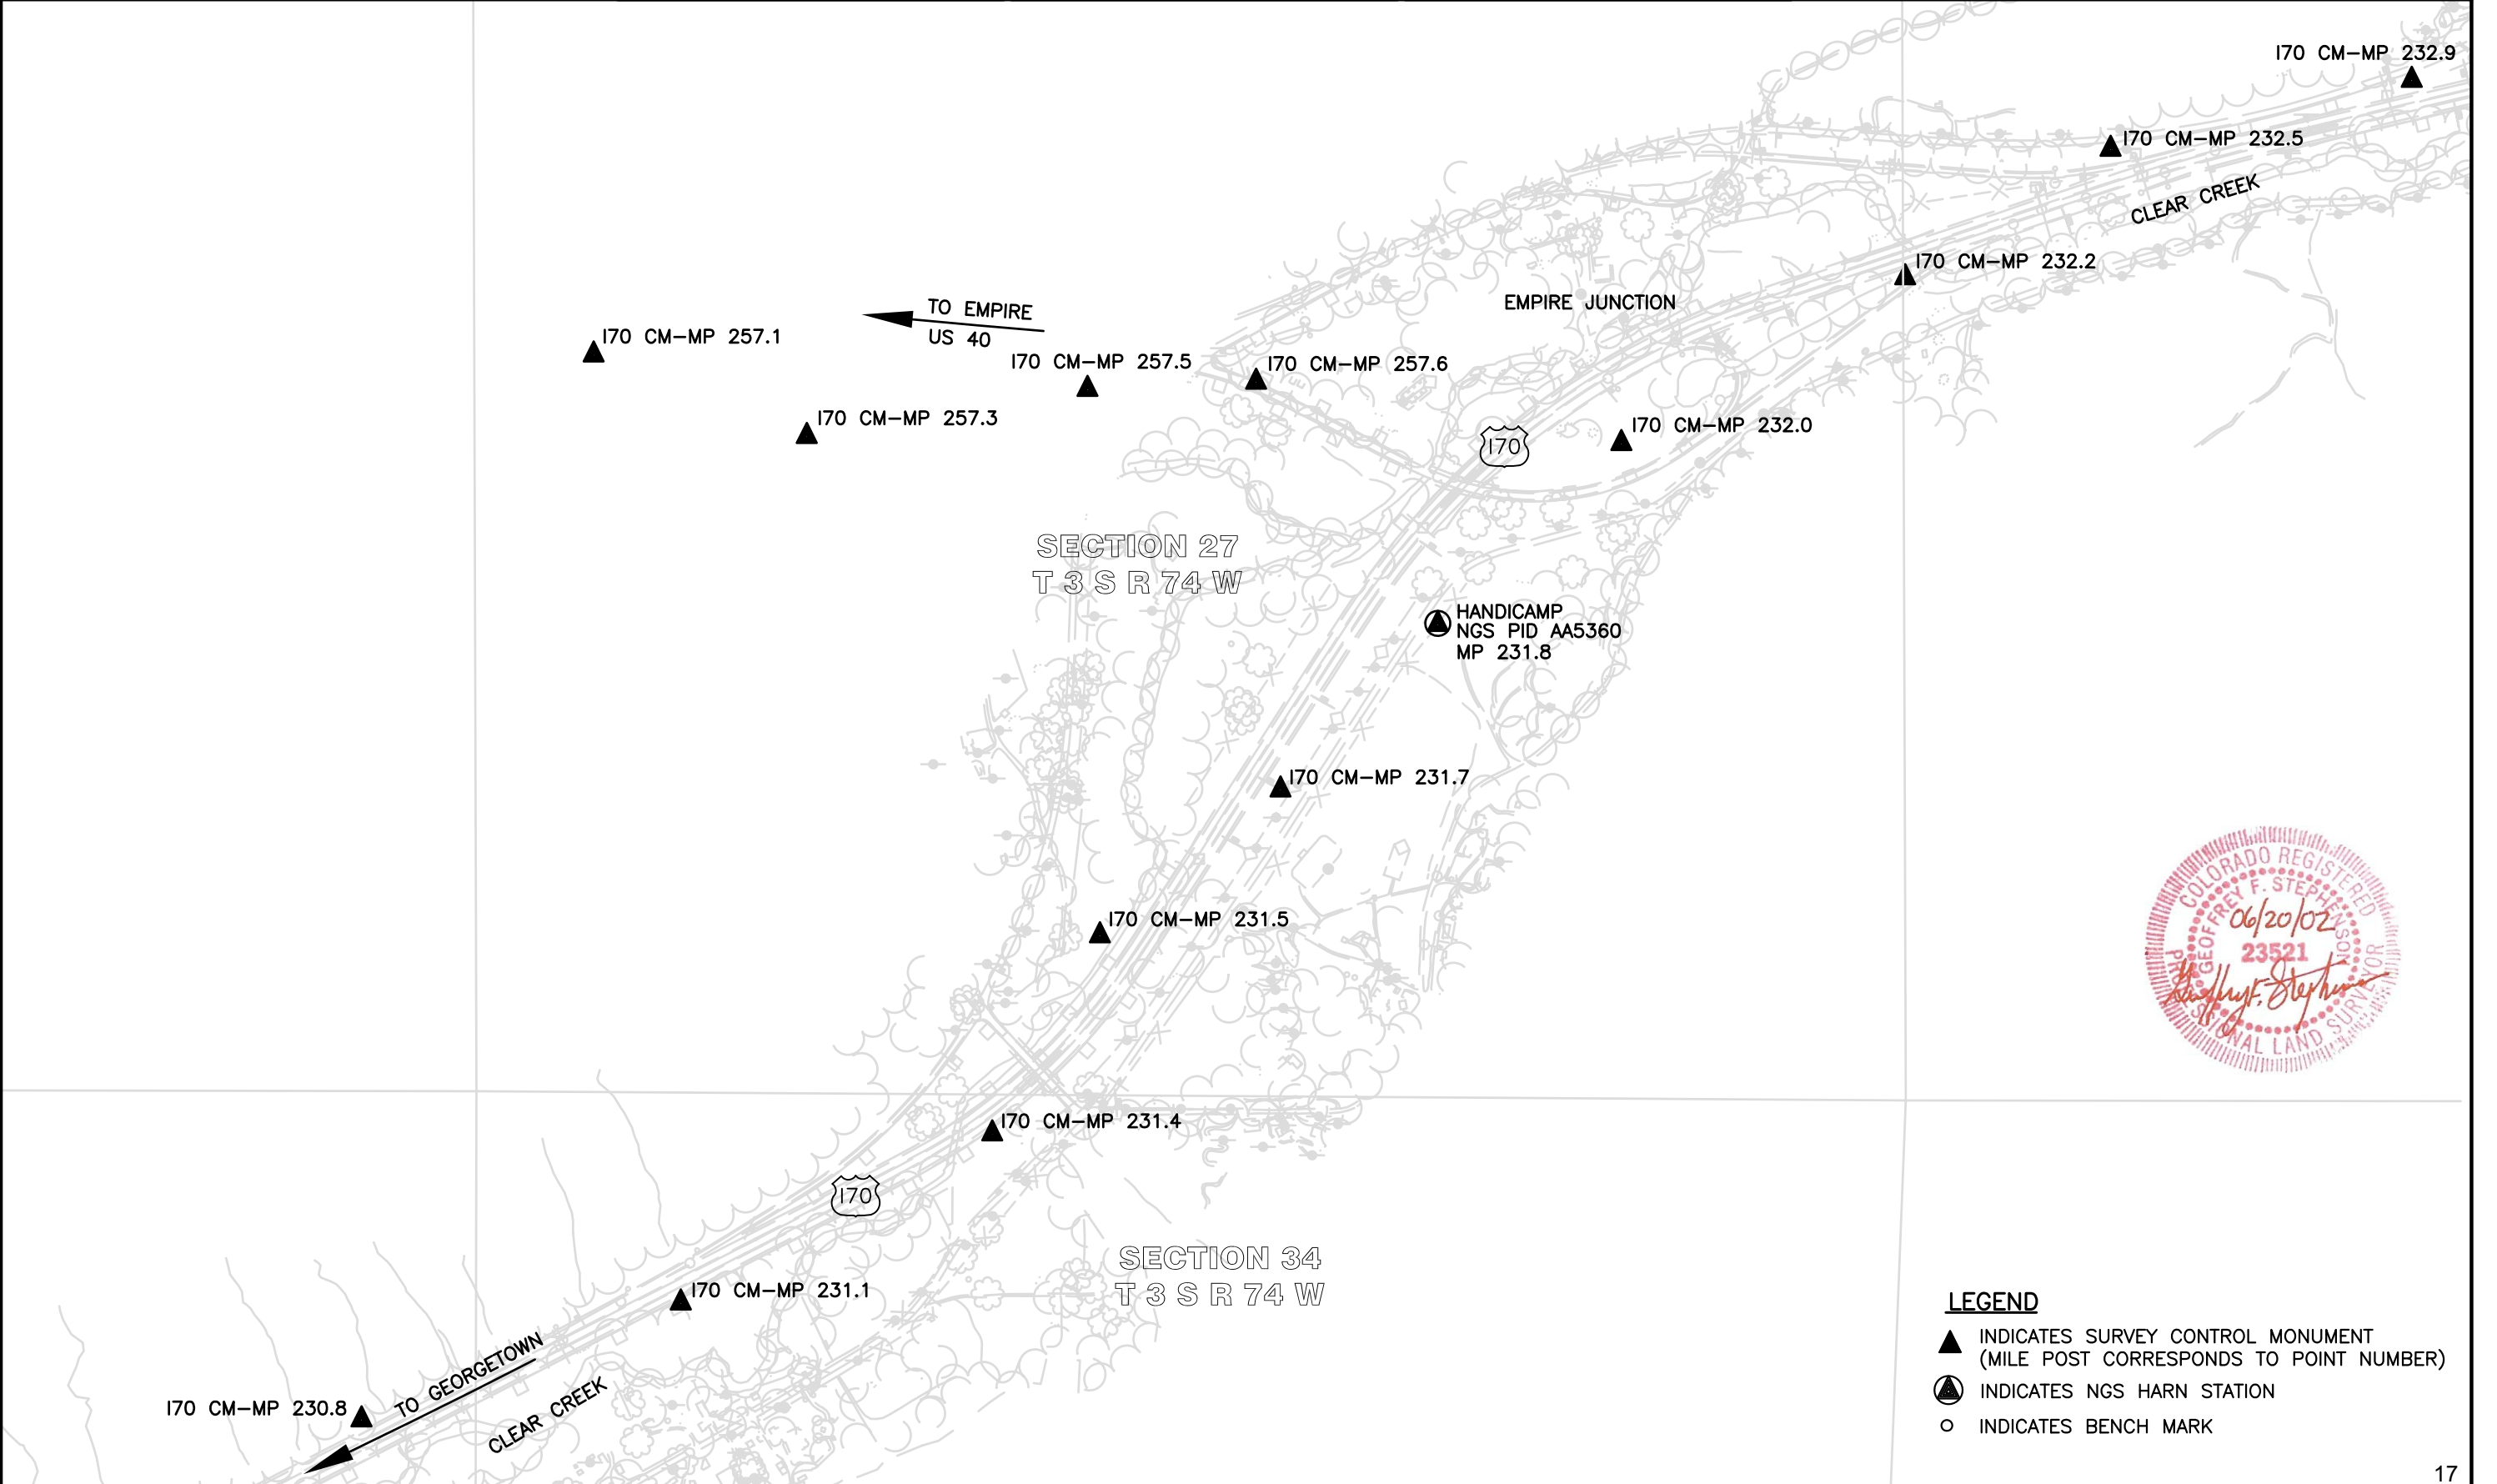 I70 CM-MP 232.9
I70 CM-MP 232.5
CLEAR CREEK
I70 CM-MP 232.2
EMPIRE JUNCTION
TO EMPIRE
US 40
I70 CM-MP 257.1
I70 CM-MP 257.5
I70 CM-MP 257.6
I70 CM-MP 257.3
I70 CM-MP 232.0
I70
SECTION 27
T 3 S R 74 W
HANDICAMP
NGS PID AA5360
MP 231.8
I70 CM-MP 231.7
I70 CM-MP 231.5
COLORADO REGISTERED
GEOFFREY F. STEPHENSON
06/20/02
23521
PROFESSIONAL LAND SURVEYOR
I70 CM-MP 231.4
I70
SECTION 34
T 3 S R 74 W
I70 CM-MP 231.1
TO GEORGETOWN
I70 CM-MP 230.8
CLEAR CREEK
LEGEND
INDICATES SURVEY CONTROL MONUMENT
(MILE POST CORRESPONDS TO POINT NUMBER)
INDICATES NGS HARN STATION
INDICATES BENCH MARK
17